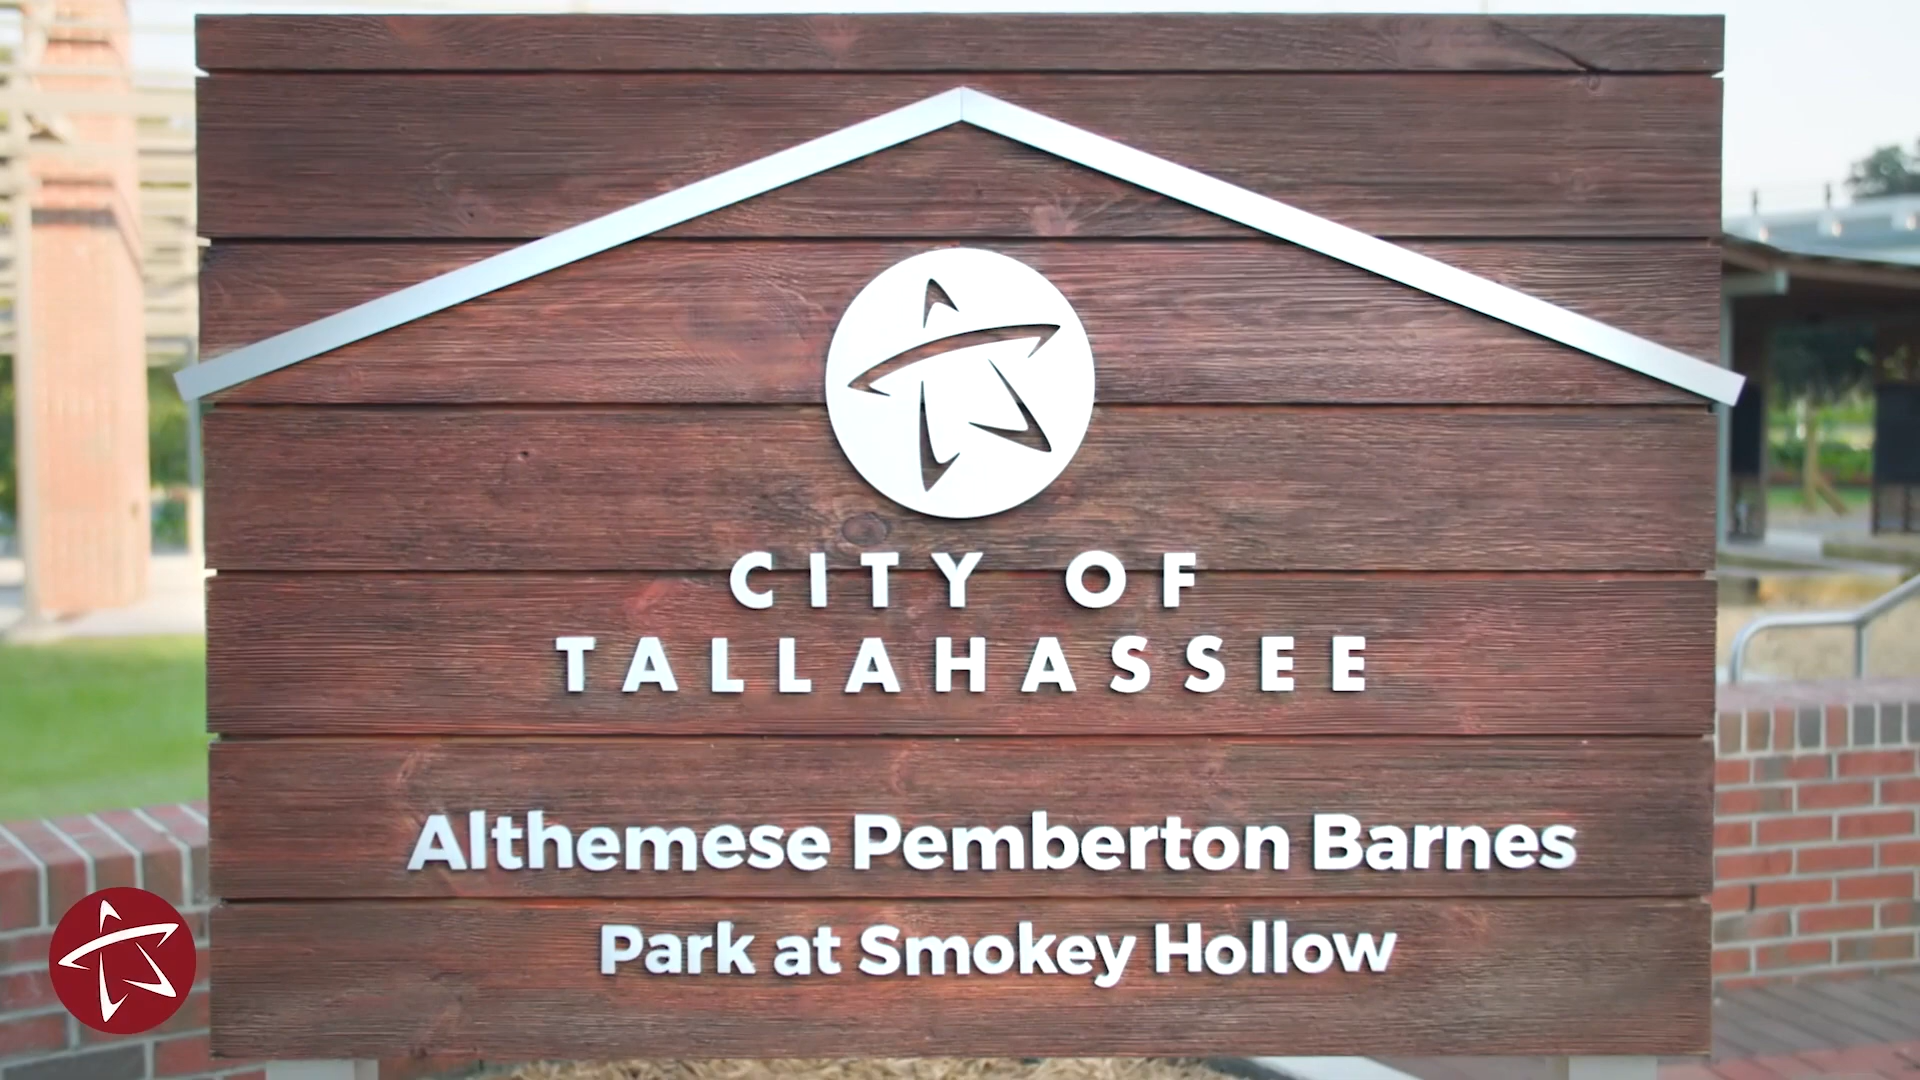 CITY OF
TALLAHASSEE
Althemese Pemberton Barnes
Park at Smokey Hollow